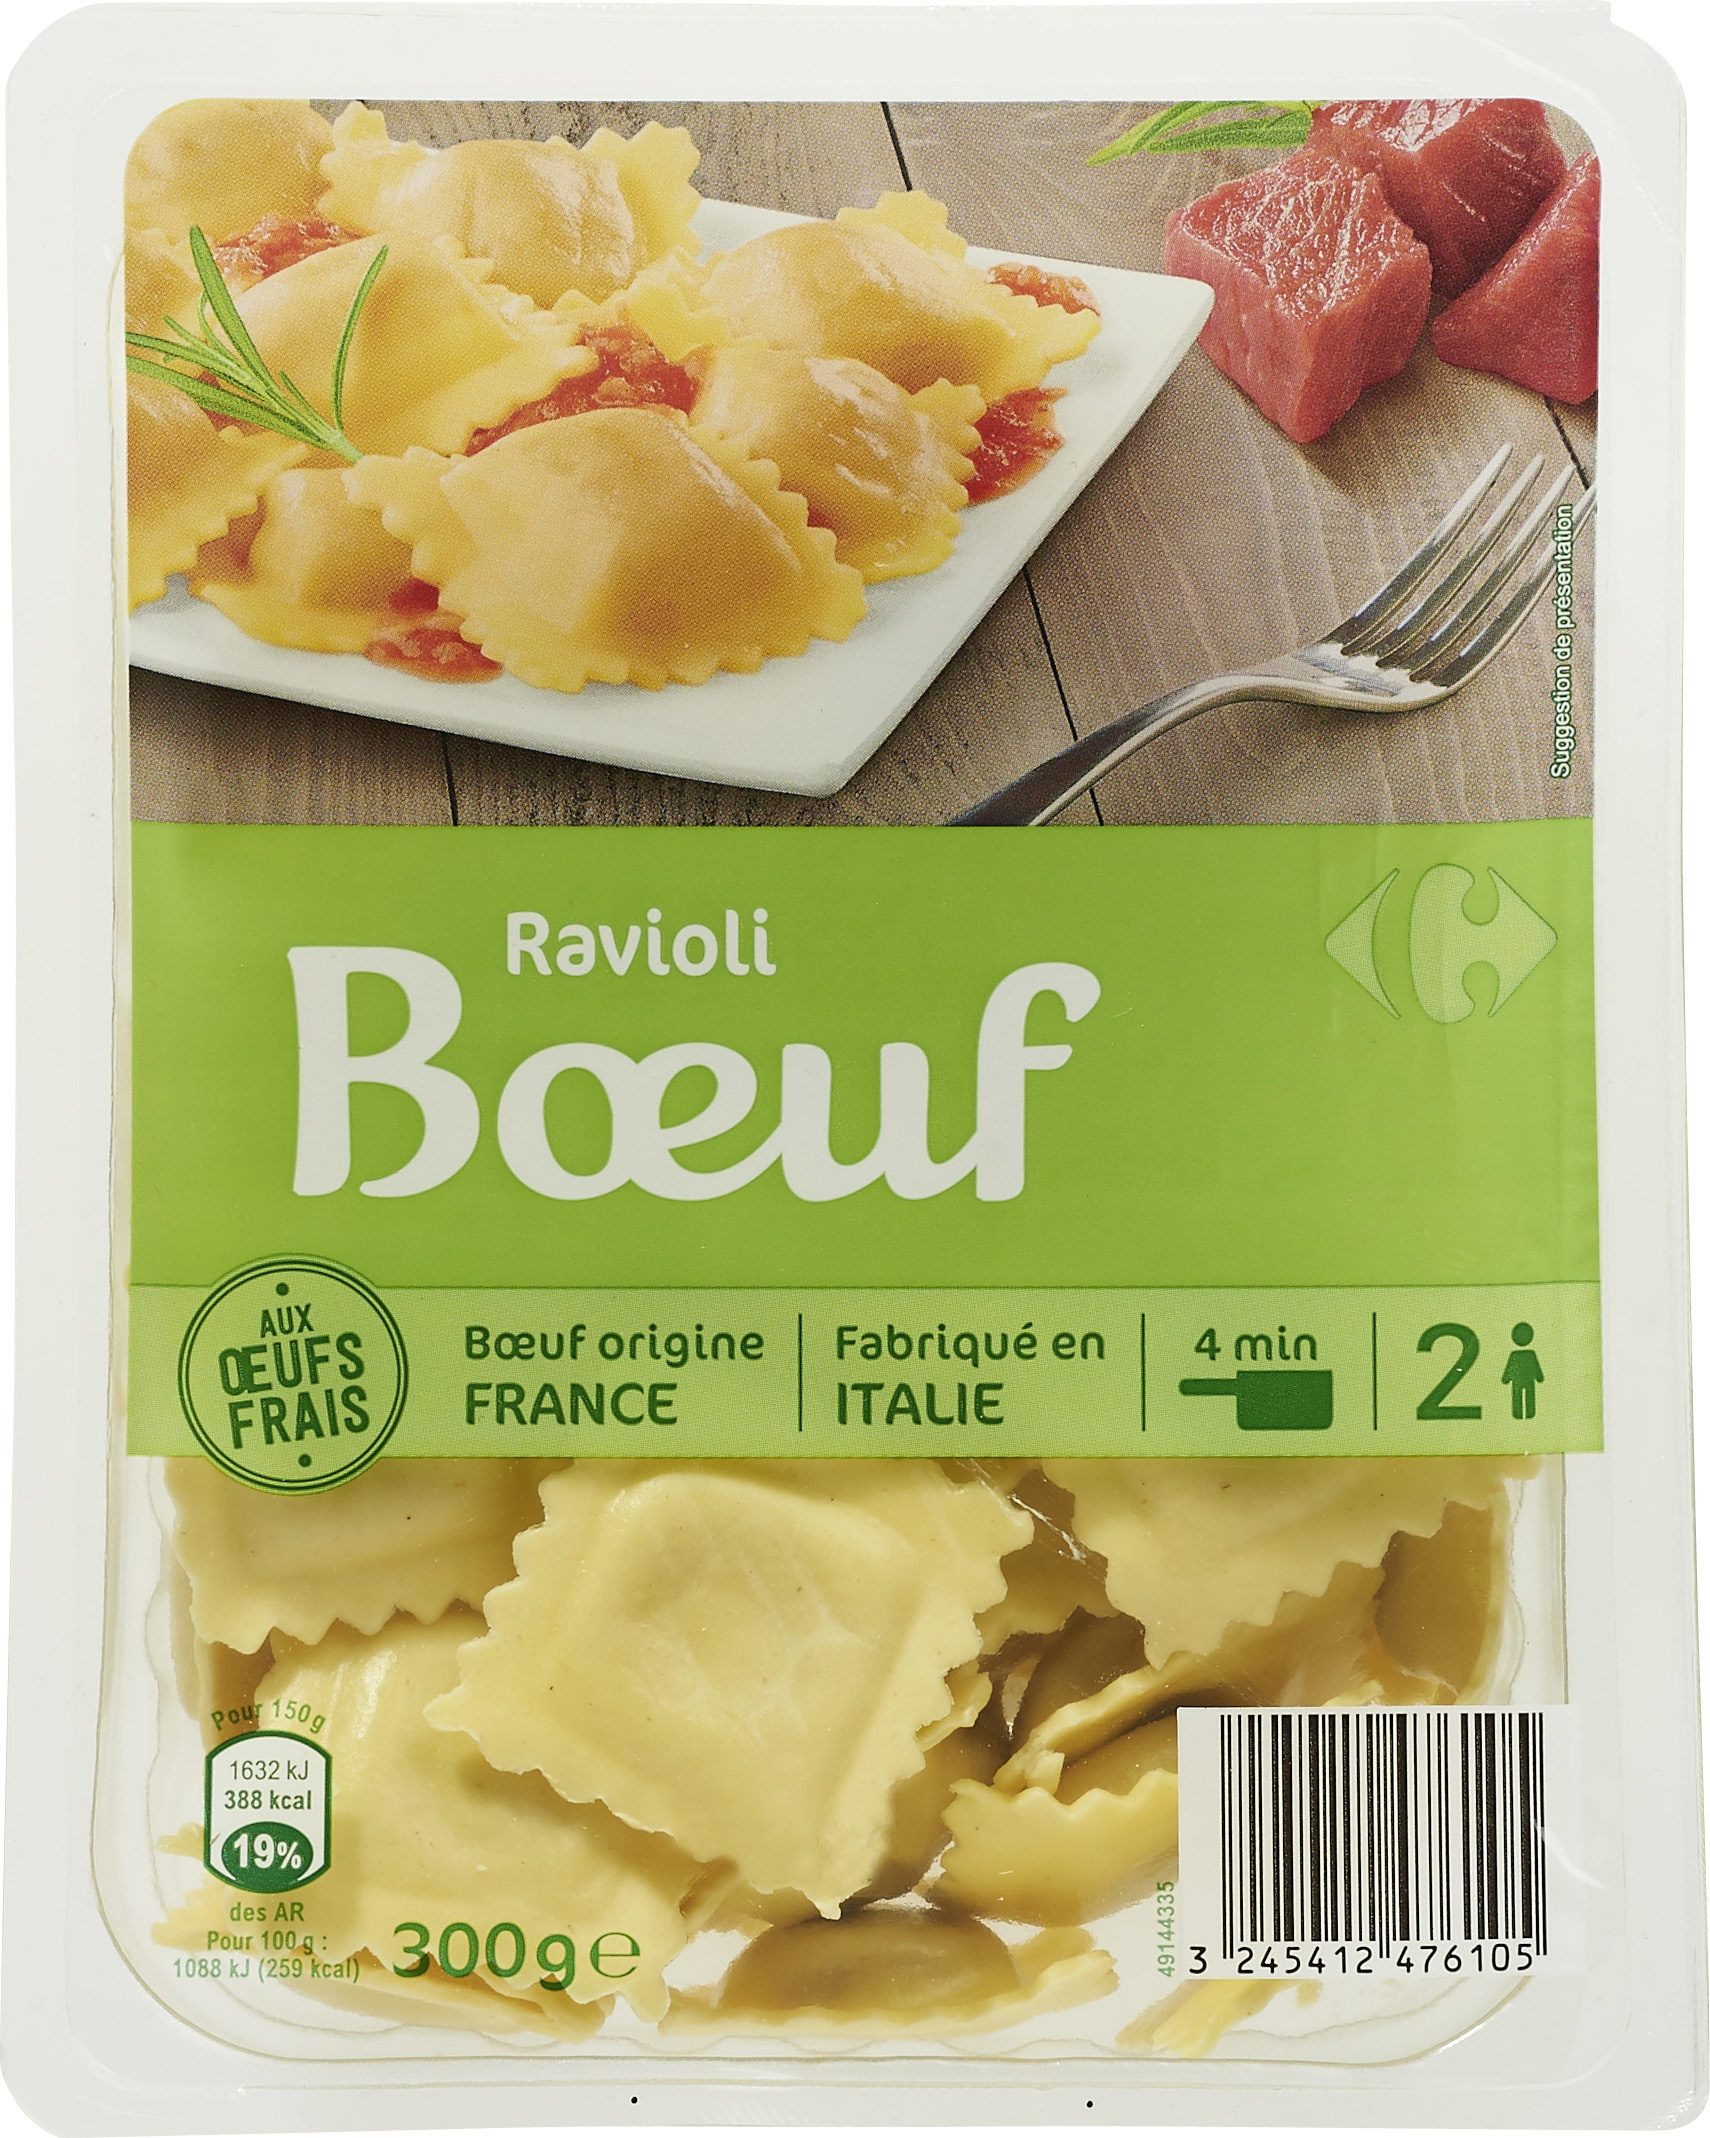 Suggestion de présentation
Ravioli
Bœuf
AUX
ŒUFS
FRAIS
Bœuf origine
FRANCE
Fabriqué en
ITALIE
4 min
2
Pour 150g
1632 kJ
388 kcal
19%
des AR
Pour 100 g :
1088 kJ (259 kcal)
300g e
49144335
3 245412 476105